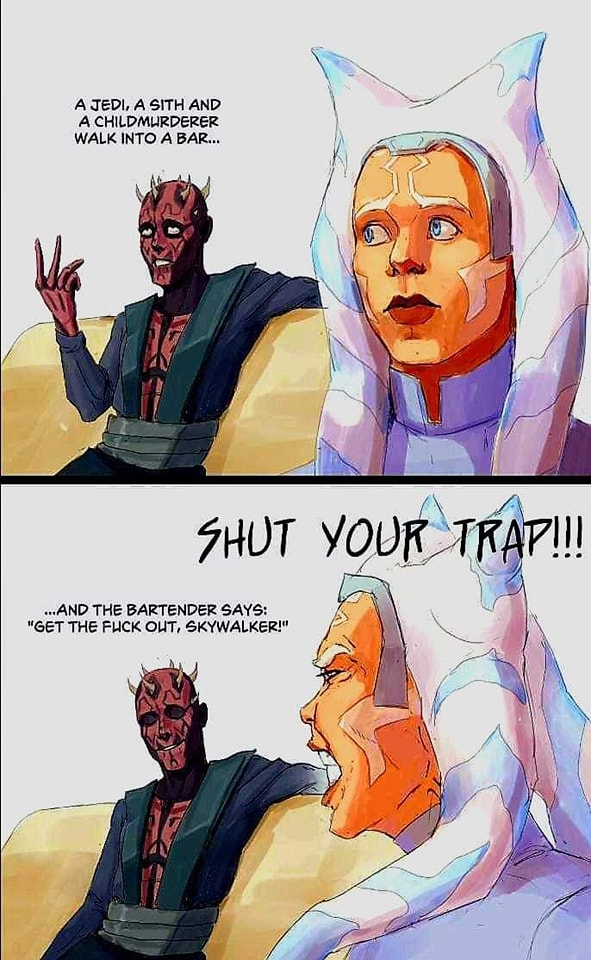 A JEDI, A SITH AND
A CHILDMURDERER
WALK INTO A BAR...
SHUT YOUR TRAP!!!
...AND THE BARTENDER SAYS:
"GET THE FUCK OUT, SKYWALKER!"